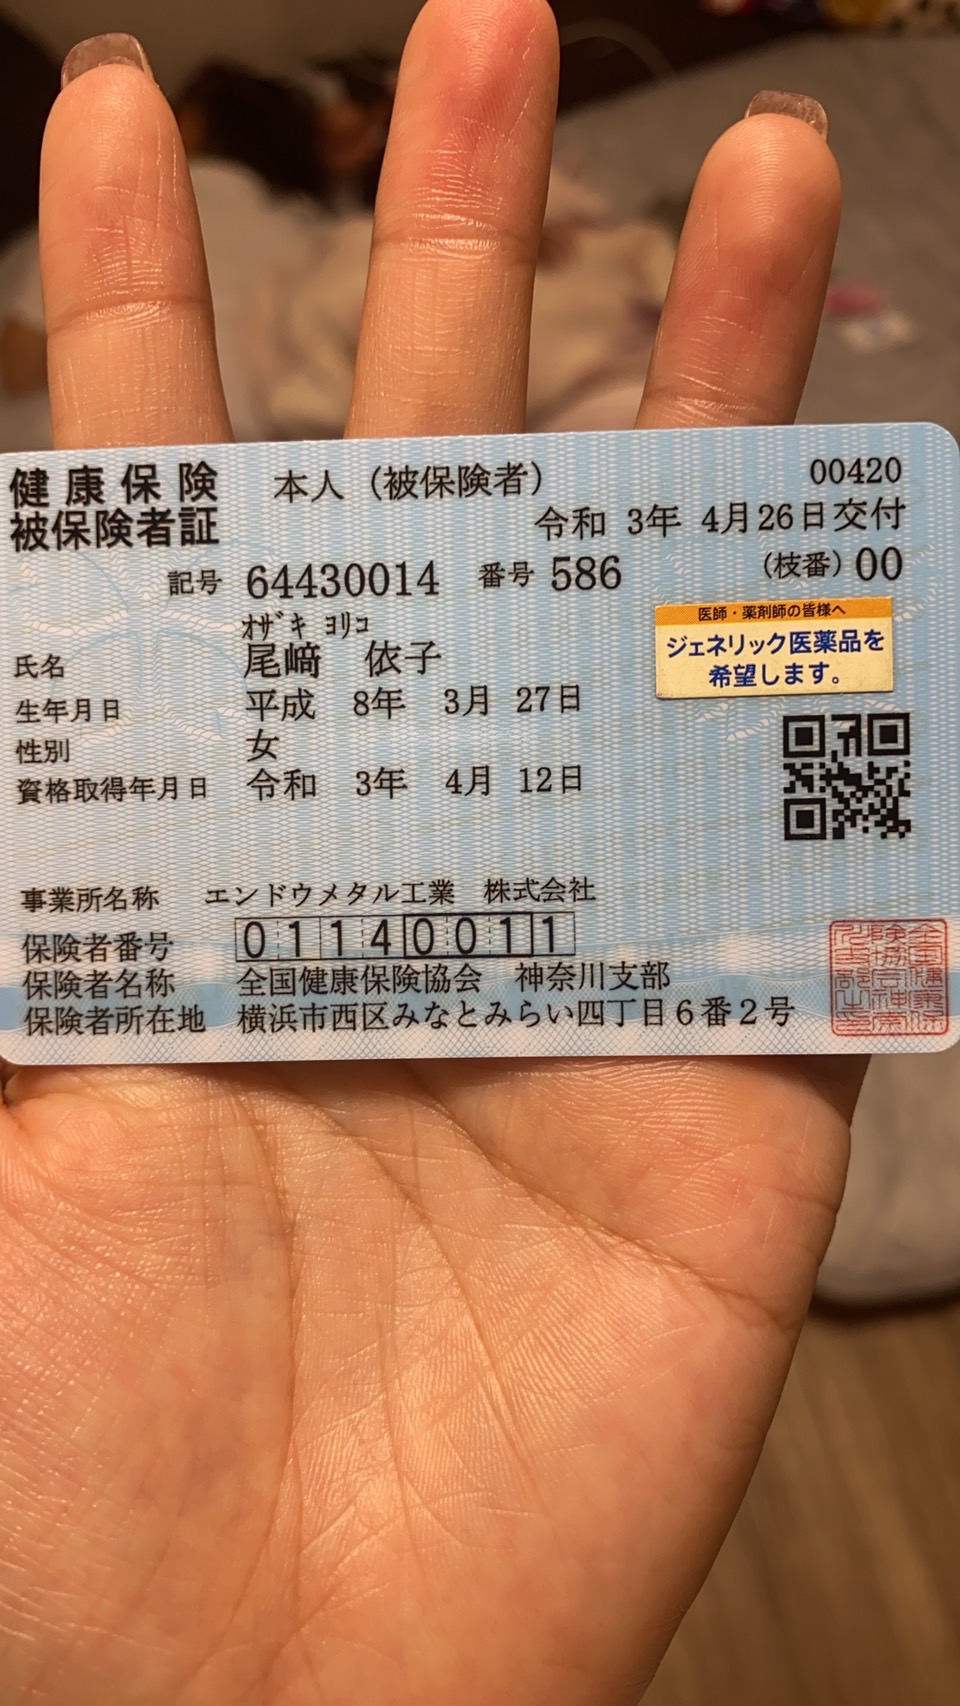 健康保険
被保険者証
本人（被保険者）
00420
令和 3年 4月26日交付
記号 64430014 番号 586 （枝番）00
ｵｻﾞｷ ﾖﾘｺ
氏名 尾﨑 依子
生年月日 平成 8年 3月 27日
性別 女
資格取得年月日 令和 3年 4月 12日
医師・薬剤師の皆様へ
ジェネリック医薬品を
希望します。
事業所名称 エンドウメタル工業 株式会社
保険者番号 01140011
保険者名称 全国健康保険協会 神奈川支部
保険者所在地 横浜市西区みなとみらい四丁目6番2号